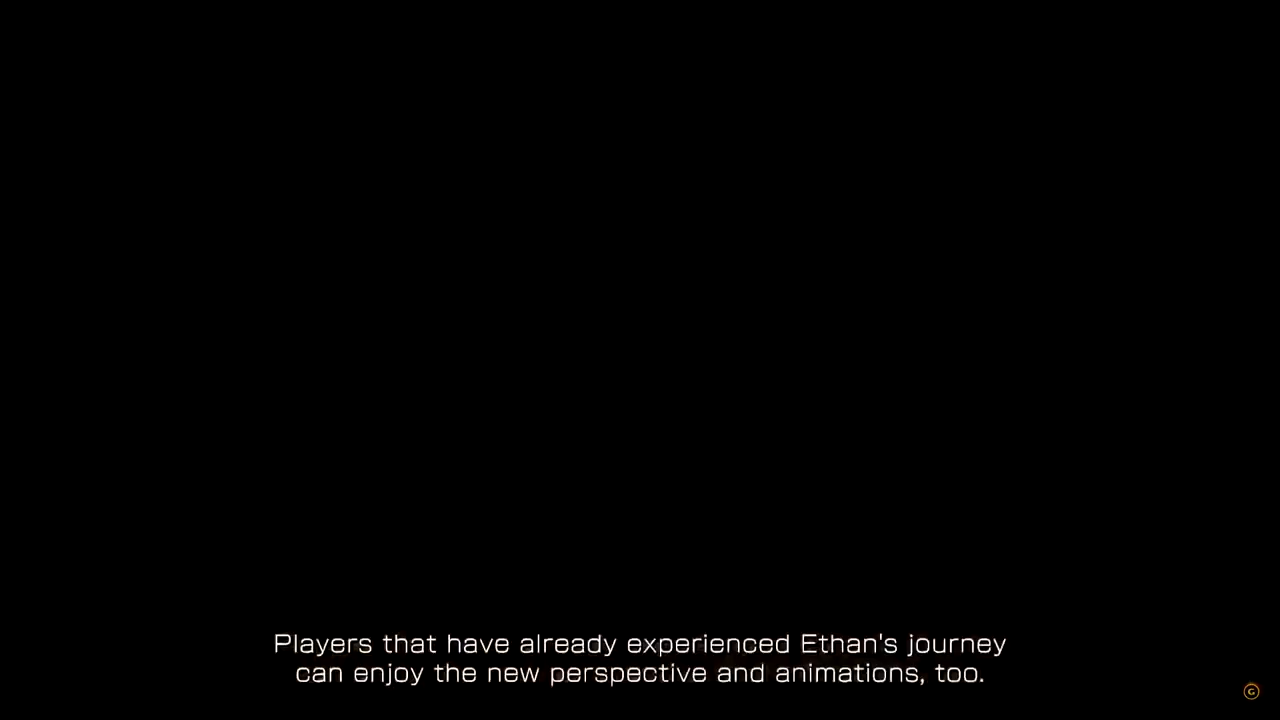 Players that have already experienced Ethan's journey
can enjoy the new perspective and animations, too.
G